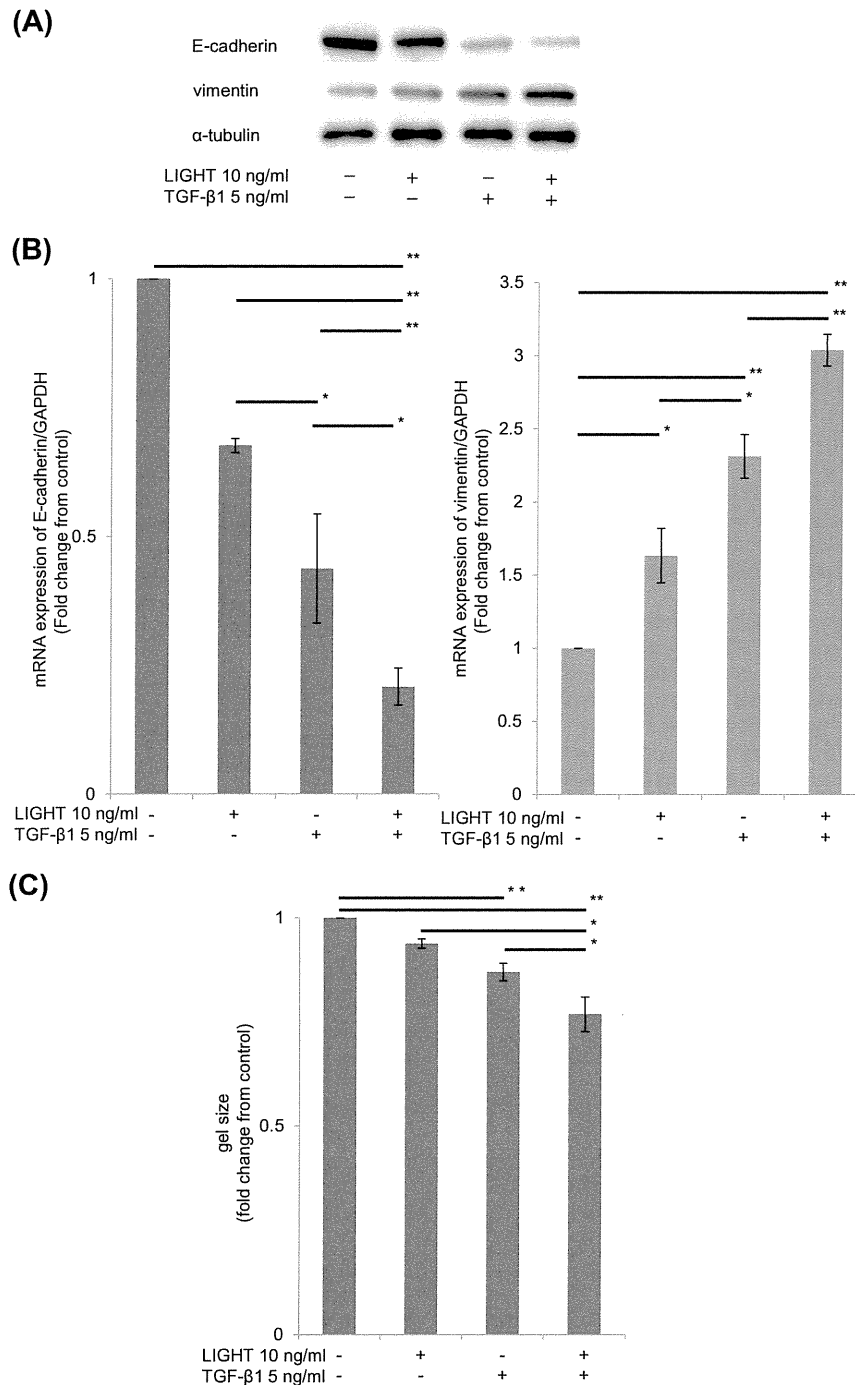 (A)
E-cadherin
vimentin
α-tubulin
LIGHT 10 ng/ml − + − +
TGF-β1 5 ng/ml − − + +
(B)
mRNA expression of E-cadherin/GAPDH
(Fold change from control)
1
0.5
0
**
**
**
*
*
LIGHT 10 ng/ml - + - +
TGF-β1 5 ng/ml - - + +
mRNA expression of vimentin/GAPDH
(Fold change from control)
3.5
3
2.5
2
1.5
1
0.5
0
**
**
**
*
*
LIGHT 10 ng/ml - + - +
TGF-β1 5 ng/ml - - + +
(C)
gel size
(fold change from control)
1
0.5
0
**
**
*
*
LIGHT 10 ng/ml - + - +
TGF-β1 5 ng/ml - - + +